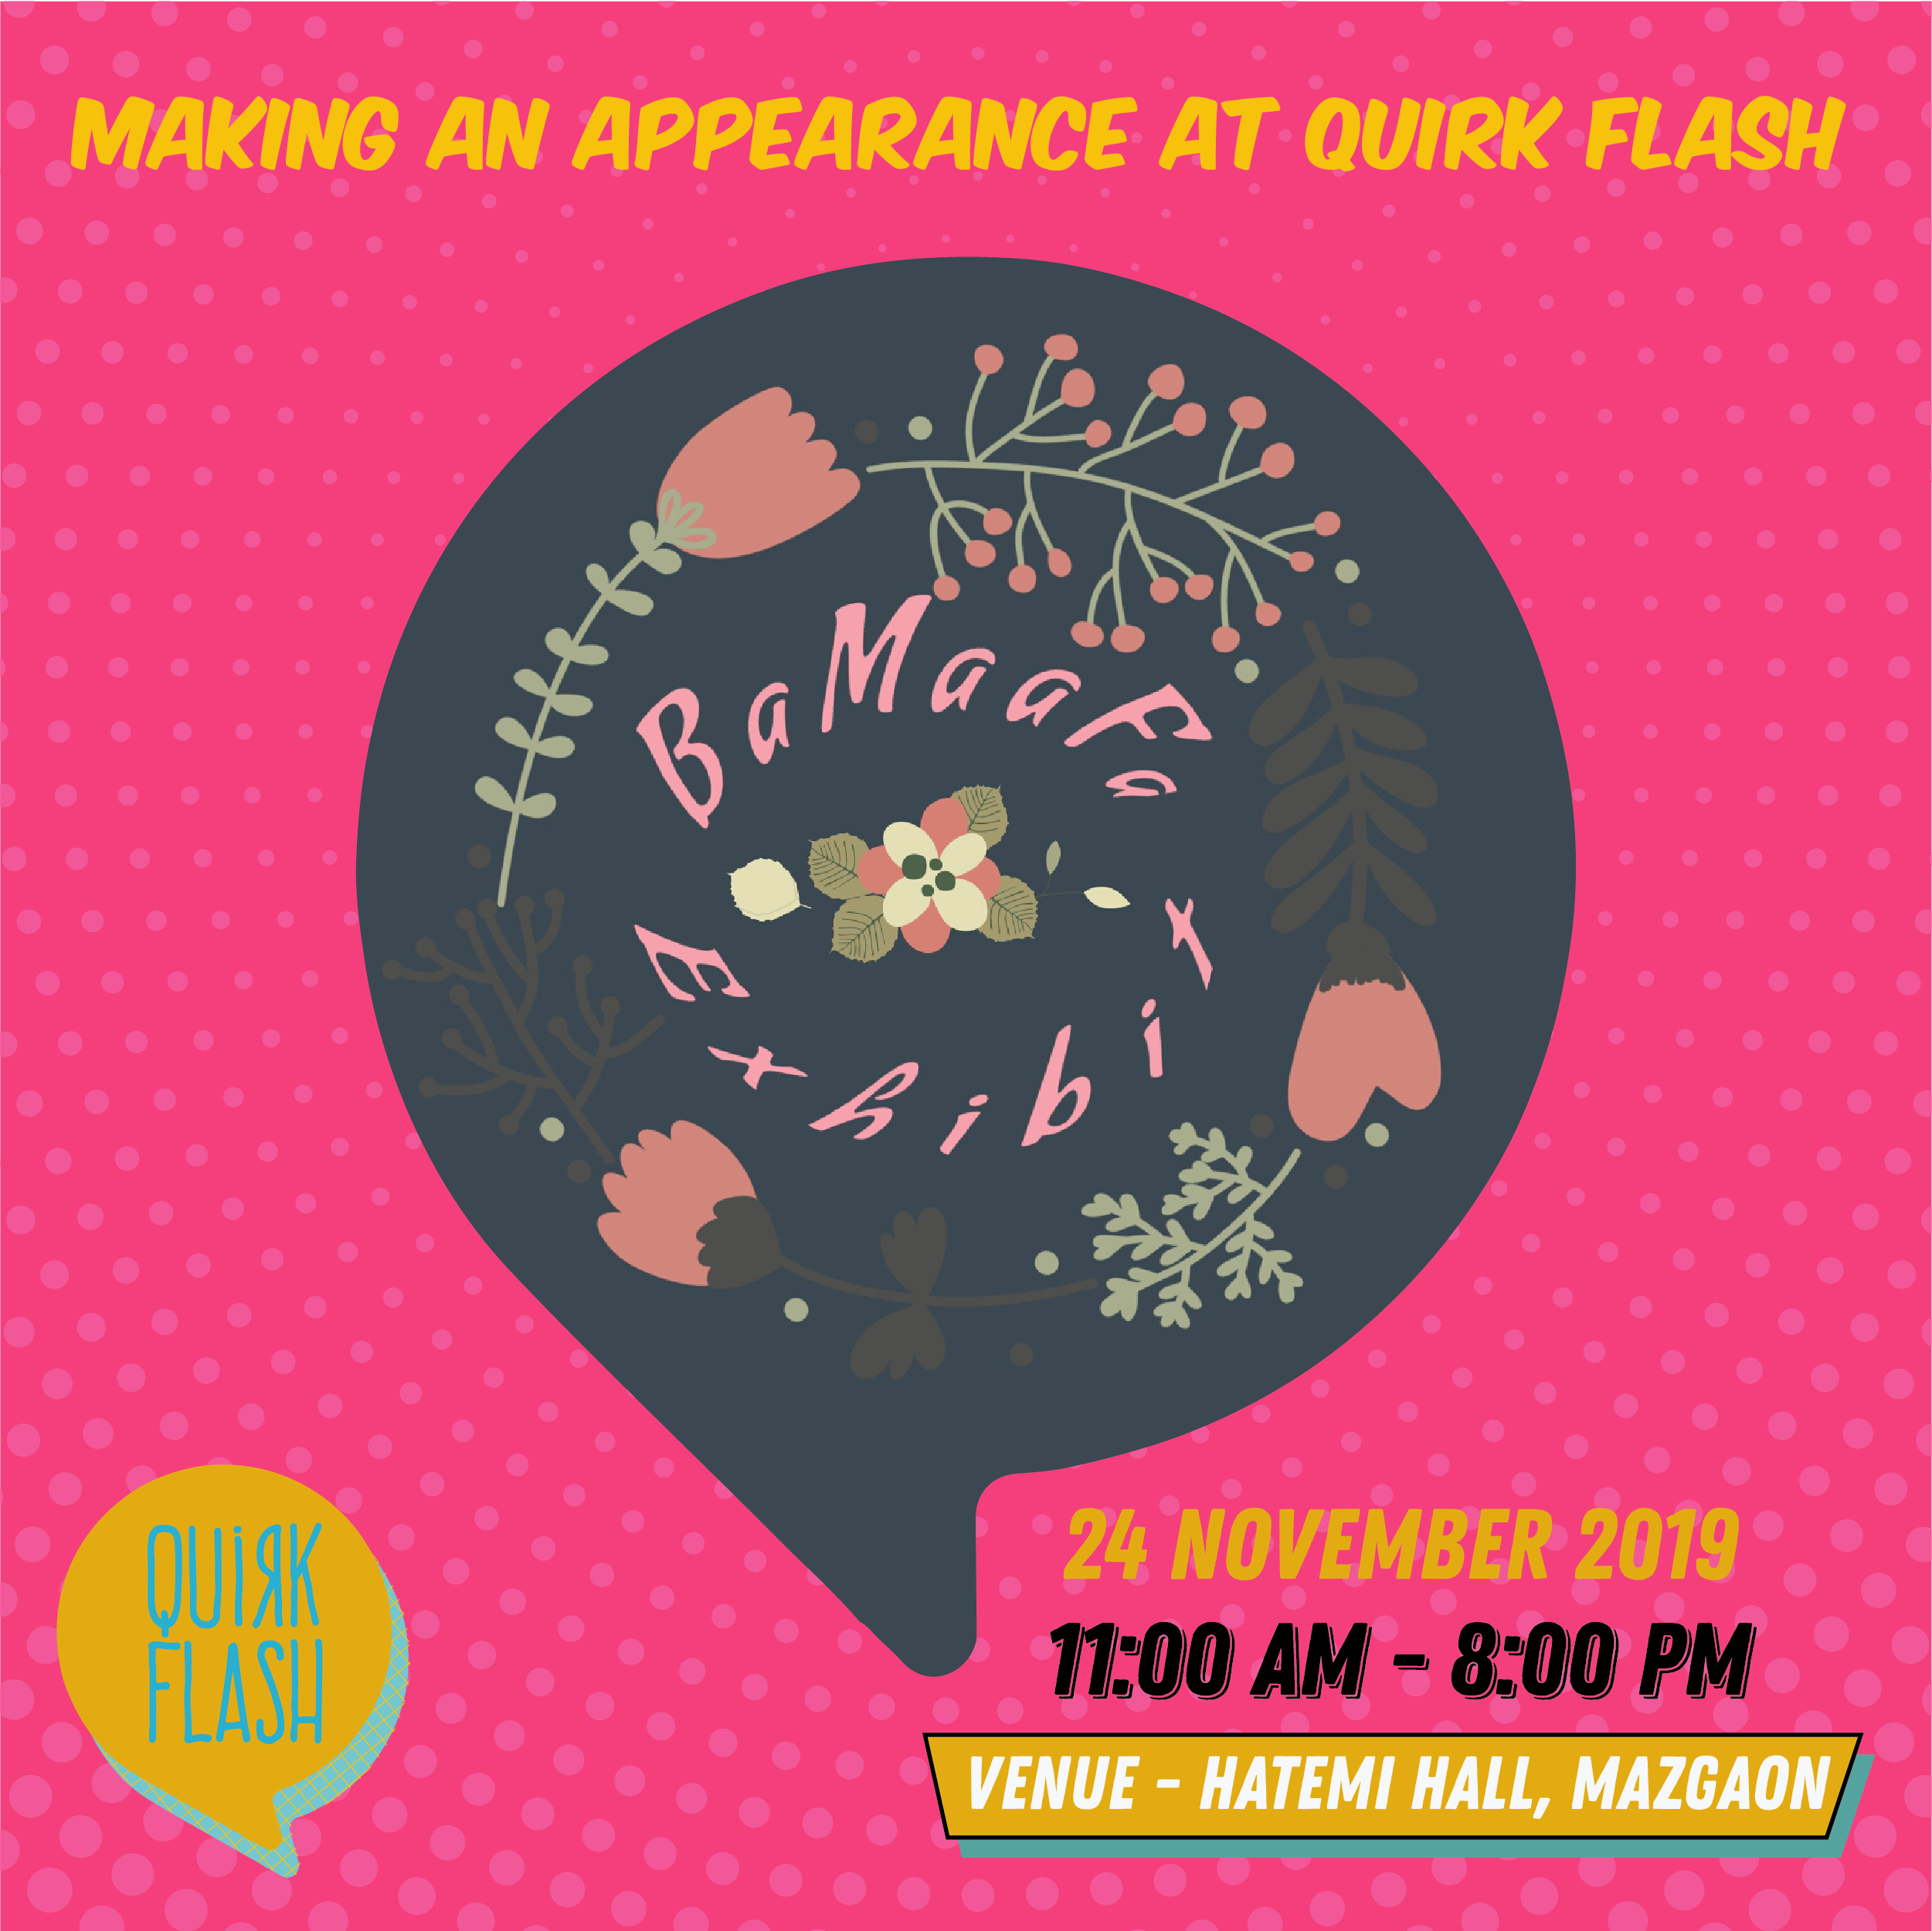 MAKING AN APPEARANCE AT QUIRK FLASH
BaMaaFa
Exhibit
QUiRK
FLASH
24 NOVEMBER 2019
11:00 AM - 8:00 PM
VENUE - HATEMI HALL, MAZGAON